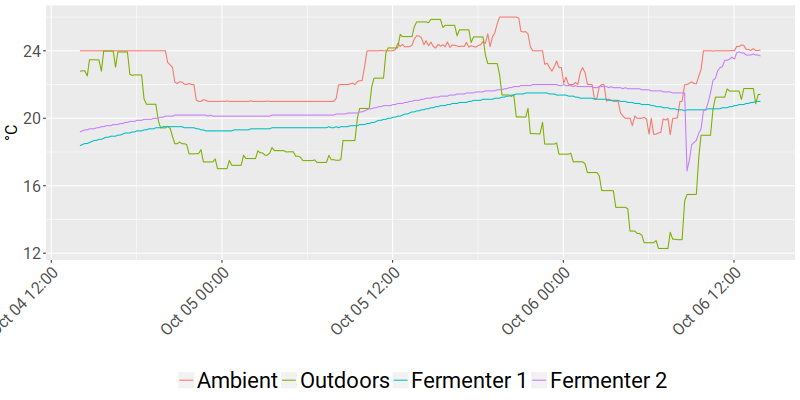 24
20
16
12
°C
Oct 04 12:00
Oct 05 00:00
Oct 05 12:00
Oct 06 00:00
Oct 06 12:00
Ambient Outdoors Fermenter 1 Fermenter 2